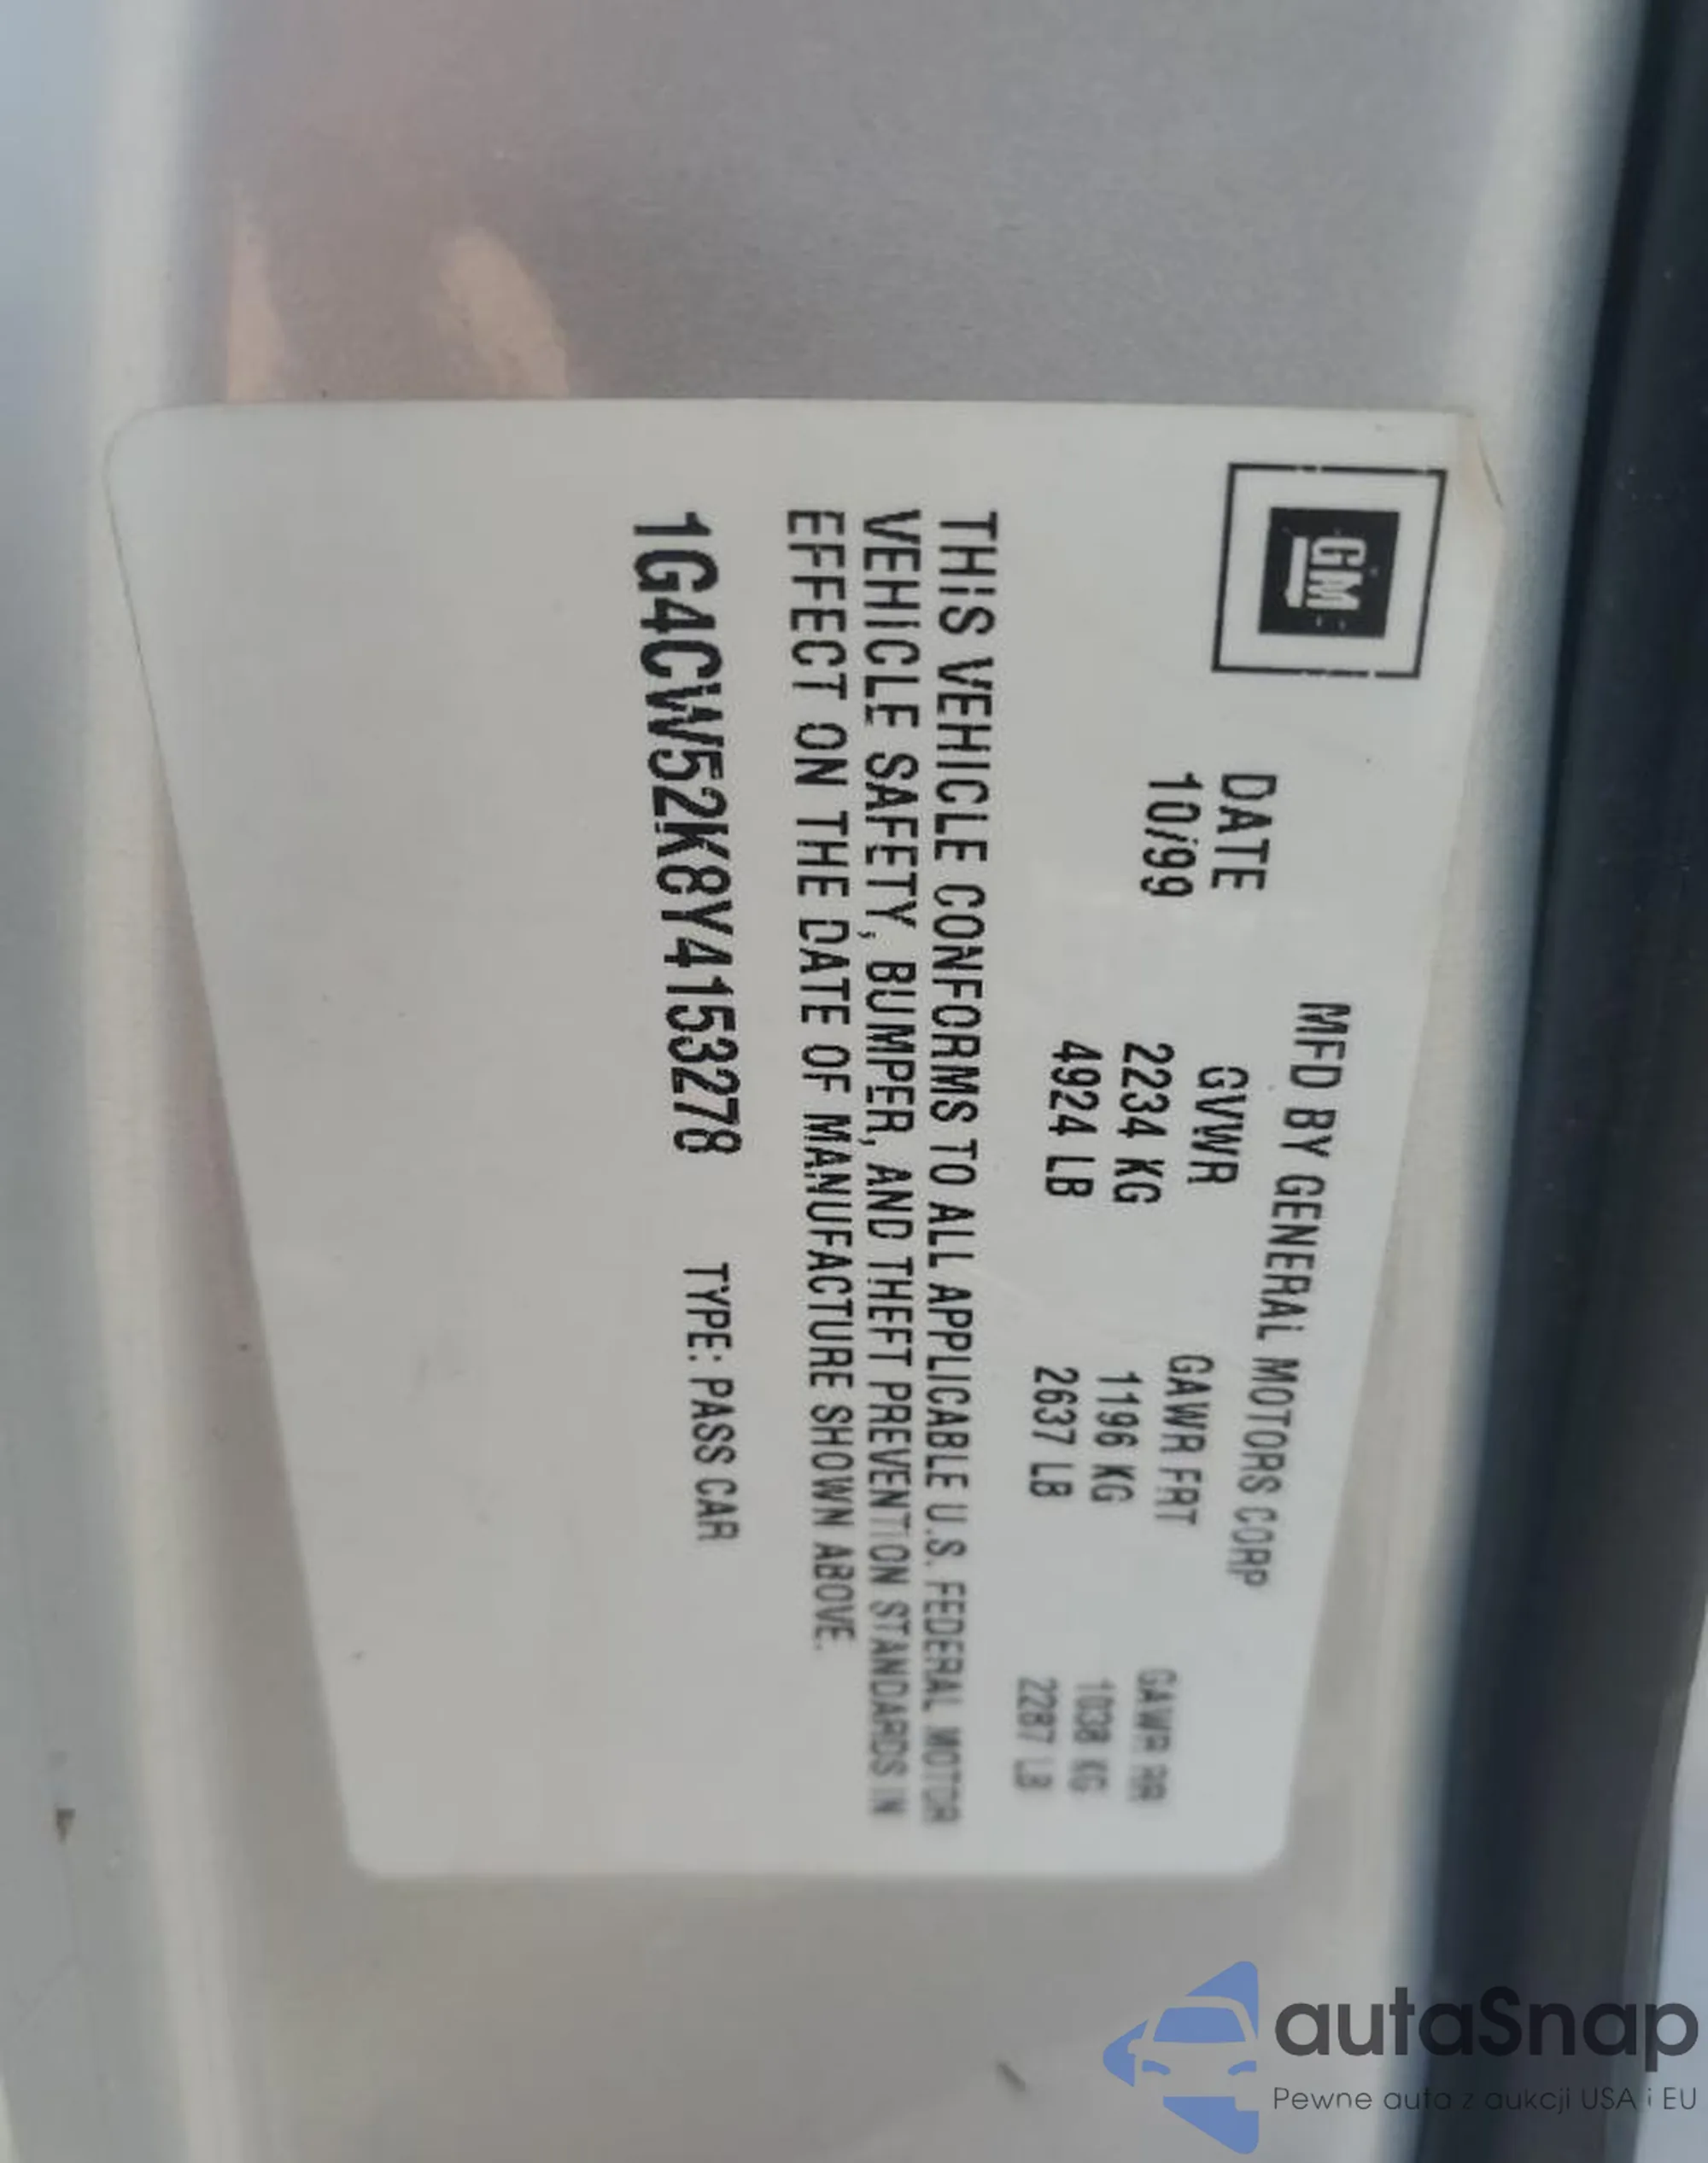 GM
MFD BY GENERAL MOTORS CORP
DATE GVWR GAWR FRT GAWR RR
10/99 2234 KG 1196 KG 1038 KG
4924 LB 2637 LB 2287 LB
THIS VEHICLE CONFORMS TO ALL APPLICABLE U.S. FEDERAL MOTOR
VEHICLE SAFETY, BUMPER, AND THEFT PREVENTION STANDARDS IN
EFFECT ON THE DATE OF MANUFACTURE SHOWN ABOVE.
1G4CW52K8Y4153278 TYPE: PASS CAR
autaSnap
Pewne auta z aukcji USA i EU